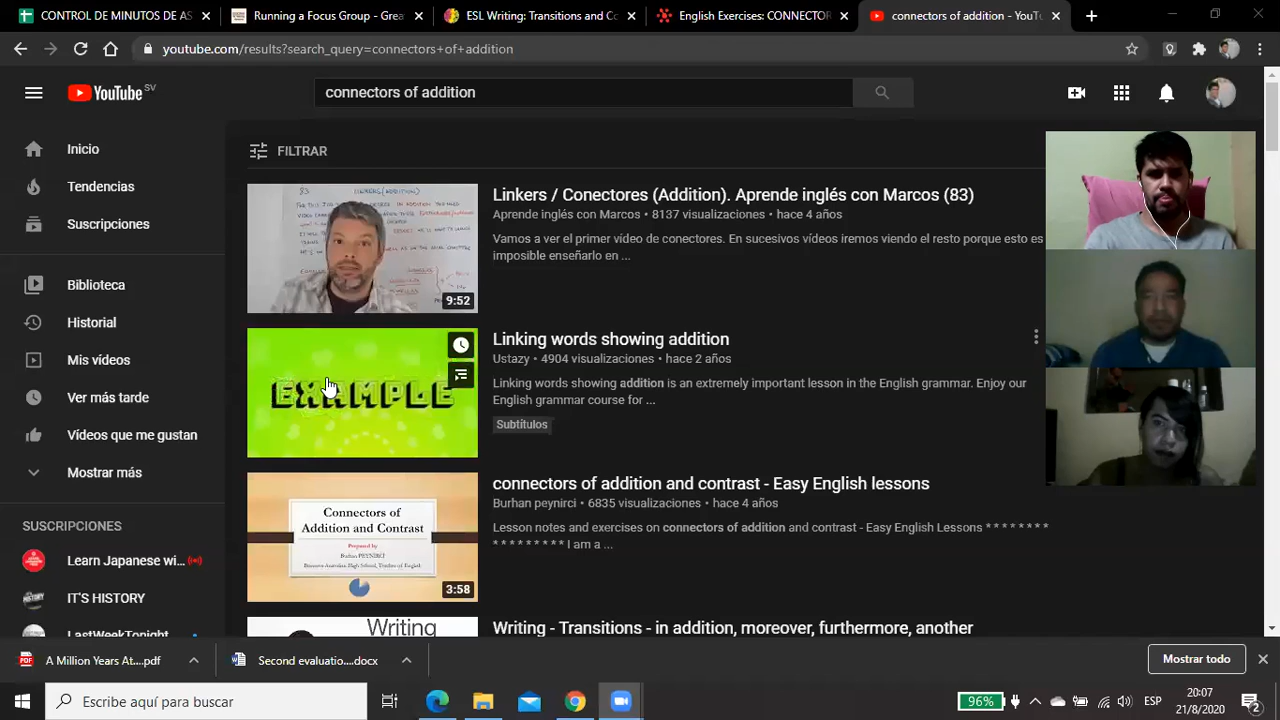 CONTROL DE MINUTOS DE AS
Running a Focus Group - Grea
ESL Writing: Transitions and Co
English Exercises: CONNECTOR
connectors of addition - YouTu
youtube.com/results?search_query=connectors+of+addition
YouTube SV
connectors of addition
Inicio
Tendencias
Suscripciones
Biblioteca
Historial
Mis vídeos
Ver más tarde
Vídeos que me gustan
Mostrar más
SUSCRIPCIONES
Learn Japanese wi...
IT'S HISTORY
LastWeekTonight
FILTRAR
83 LINKERS (ADDITION)
9:52
Linkers / Conectores (Addition). Aprende inglés con Marcos (83)
Aprende inglés con Marcos • 8137 visualizaciones • hace 4 años
Vamos a ver el primer vídeo de conectores. En sucesivos vídeos iremos viendo el resto porque esto es
imposible enseñarlo en ...
EXAMPLE
Linking words showing addition
Ustazy • 4904 visualizaciones • hace 2 años
Linking words showing addition is an extremely important lesson in the English grammar. Enjoy our
English grammar course for ...
Subtítulos
Connectors of
Addition and Contrast
Prepared by
Burhan PEYNİRCİ
3:58
connectors of addition and contrast - Easy English lessons
Burhan peynirci • 6835 visualizaciones • hace 4 años
Lesson notes and exercises on connectors of addition and contrast - Easy English Lessons * * * * * * * *
* * * * * * * * * I am a ...
Writing
Writing - Transitions - in addition, moreover, furthermore, another
A Million Years At....pdf
Second evaluatio....docx
Mostrar todo
Escribe aquí para buscar
96%
ESP
20:07
21/8/2020
2